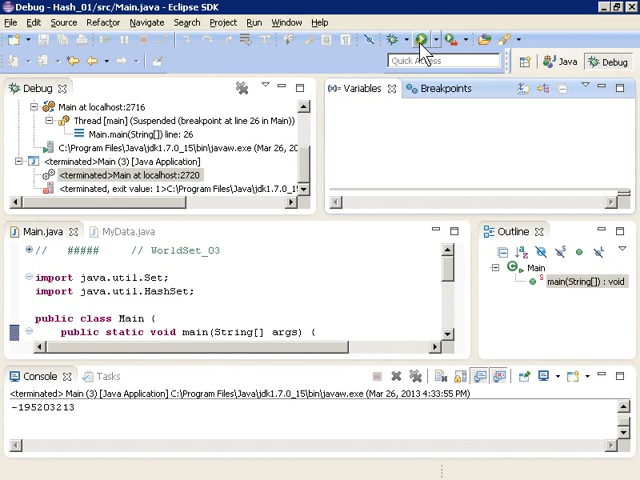 Debug - Hash_01/src/Main.java - Eclipse SDK
File Edit Source Refactor Navigate Search Project Run Window Help
Quick Access
Java
Debug
Debug
Main at localhost:2716
Thread [main] (Suspended (breakpoint at line 26 in Main))
Main.main(String[]) line: 26
C:\Program Files\Java\jdk1.7.0_15\bin\javaw.exe (Mar 26, 20
<terminated>Main (3) [Java Application]
<terminated>Main at localhost:2720
<terminated, exit value: 1>C:\Program Files\Java\jdk1.7.0_15
Variables
Breakpoints
Main.java
MyData.java
// ##### // WorldSet_03
import java.util.Set;
import java.util.HashSet;
public class Main {
public static void main(String[] args) {
Outline
Main
main(String[]) : void
Console
Tasks
<terminated> Main (3) [Java Application] C:\Program Files\Java\jdk1.7.0_15\bin\javaw.exe (Mar 26, 2013 4:33:55 PM)
-195203213